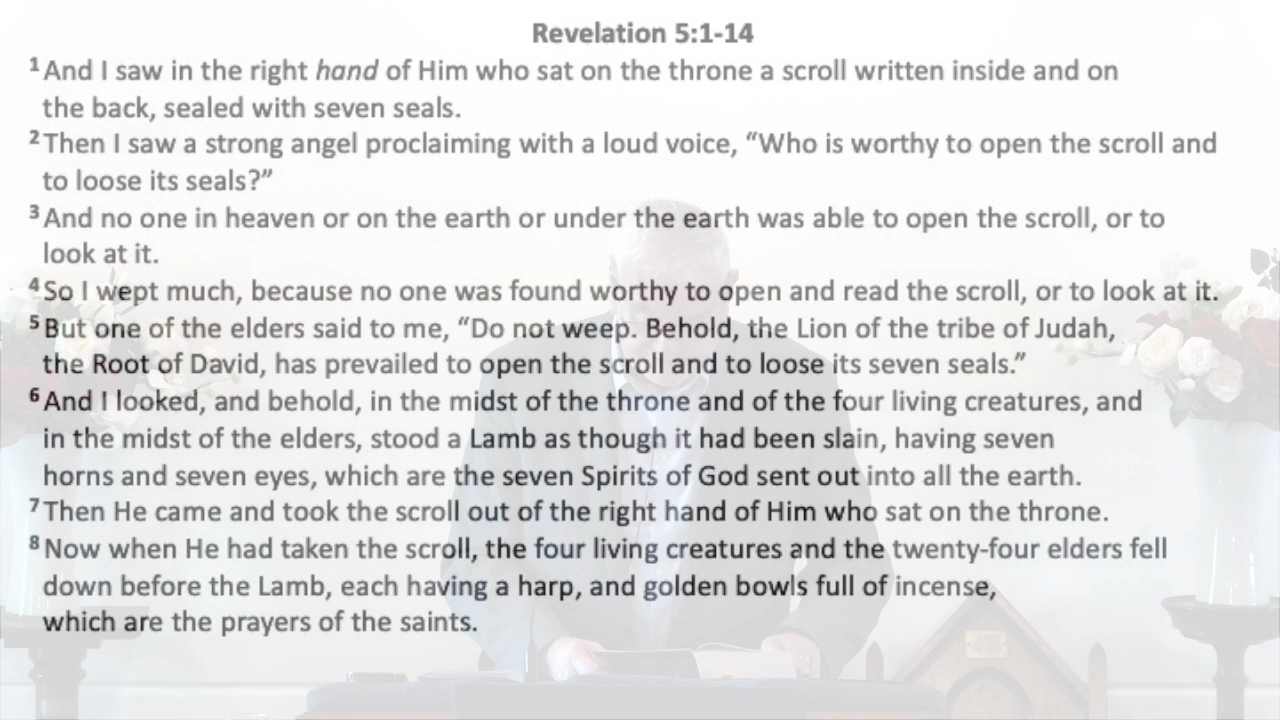 Revelation 5:1-14
1 And I saw in the right hand of Him who sat on the throne a scroll written inside and on
the back, sealed with seven seals.
2 Then I saw a strong angel proclaiming with a loud voice, “Who is worthy to open the scroll and
to loose its seals?”
3 And no one in heaven or on the earth or under the earth was able to open the scroll, or to
look at it.
4 So I wept much, because no one was found worthy to open and read the scroll, or to look at it.
5 But one of the elders said to me, “Do not weep. Behold, the Lion of the tribe of Judah,
the Root of David, has prevailed to open the scroll and to loose its seven seals.”
6 And I looked, and behold, in the midst of the throne and of the four living creatures, and
in the midst of the elders, stood a Lamb as though it had been slain, having seven
horns and seven eyes, which are the seven Spirits of God sent out into all the earth.
7 Then He came and took the scroll out of the right hand of Him who sat on the throne.
8 Now when He had taken the scroll, the four living creatures and the twenty-four elders fell
down before the Lamb, each having a harp, and golden bowls full of incense,
which are the prayers of the saints.